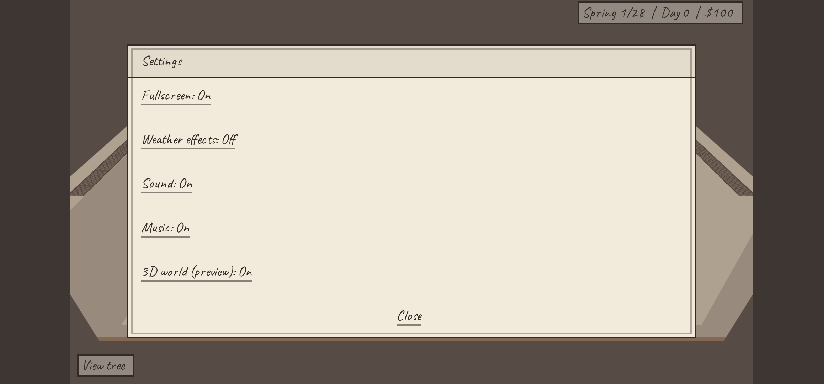 Spring 1/28 | Day 0 | $100
Settings
Fullscreen: On
Weather effects: Off
Sound: On
Music: On
3D world (preview): On
Close
View tree